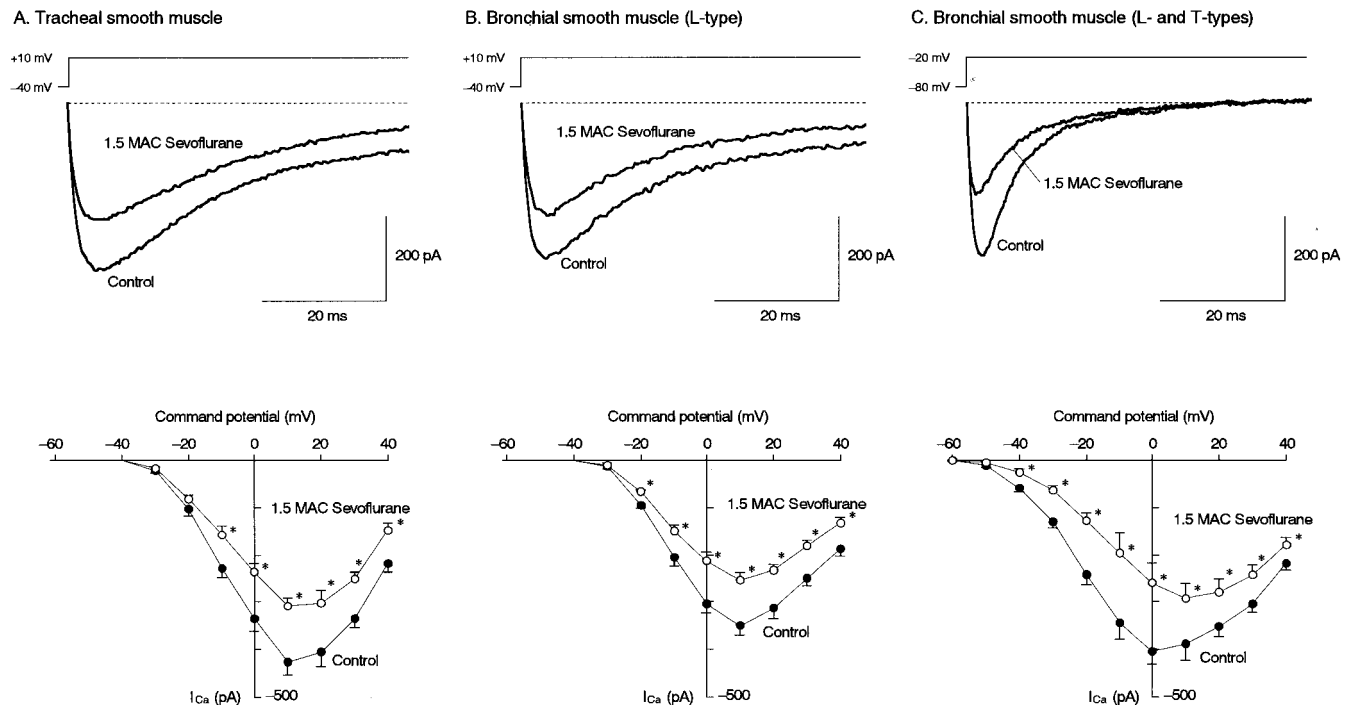 A. Tracheal smooth muscle
+10 mV
−40 mV
1.5 MAC Sevoflurane
Control
200 pA
20 ms
B. Bronchial smooth muscle (L-type)
+10 mV
−40 mV
1.5 MAC Sevoflurane
Control
200 pA
20 ms
C. Bronchial smooth muscle (L- and T-types)
−20 mV
−80 mV
1.5 MAC Sevoflurane
Control
200 pA
20 ms
Command potential (mV)
−60 −40 −20 0 20 40
* * * * * *
1.5 MAC Sevoflurane
Control
ICa (pA) −500
Command potential (mV)
−60 −40 −20 0 20 40
* * * * * * *
1.5 MAC Sevoflurane
Control
ICa (pA) −500
Command potential (mV)
−60 −40 −20 0 20 40
* * * * * * * * *
1.5 MAC Sevoflurane
Control
ICa (pA) −500